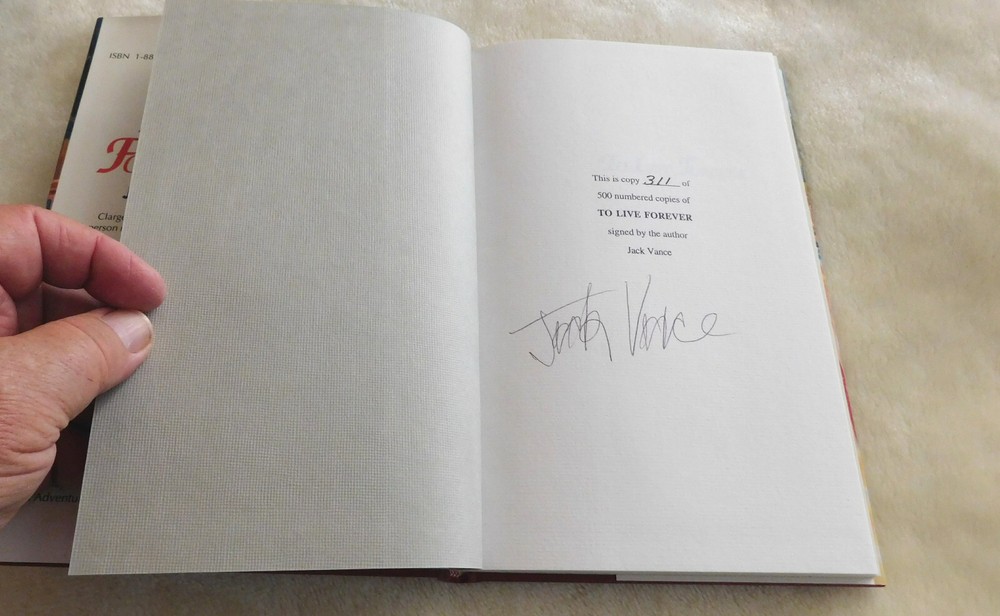 ISBN 1-88
Clarge
person
Adventu
This is copy 311 of
500 numbered copies of
TO LIVE FOREVER
signed by the author
Jack Vance
Jack Vance